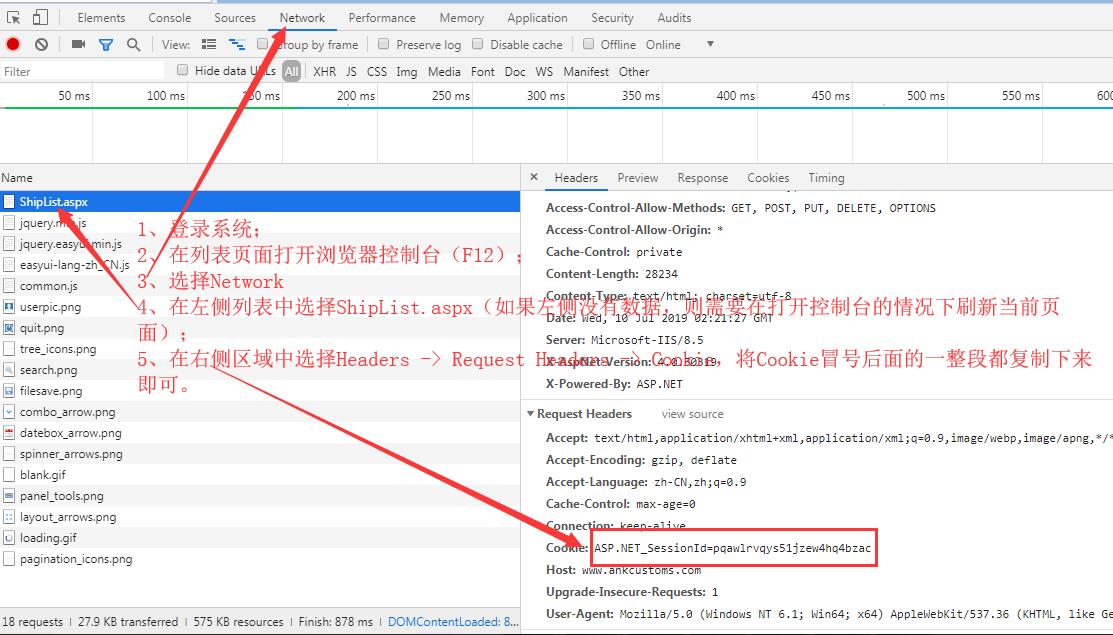 Elements Console Sources Network Performance Memory Application Security Audits
View: Group by frame Preserve log Disable cache Offline Online
Filter Hide data URLs All XHR JS CSS Img Media Font Doc WS Manifest Other
50 ms 100 ms 150 ms 200 ms 250 ms 300 ms 350 ms 400 ms 450 ms 500 ms 550 ms 600
Name
ShipList.aspx
jquery.min.js
jquery.easyui.min.js
easyui-lang-zh_CN.js
common.js
userpic.png
quit.png
tree_icons.png
search.png
filesave.png
combo_arrow.png
datebox_arrow.png
spinner_arrows.png
blank.gif
panel_tools.png
layout_arrows.png
loading.gif
pagination_icons.png
18 requests | 27.9 KB transferred | 575 KB resources | Finish: 878 ms | DOMContentLoaded: 8...
1、登录系统；
2、在列表页面打开浏览器控制台（F12）；
3、选择Network
4、在左侧列表中选择ShipList.aspx（如果左侧没有数据，则需要在打开控制台的情况下刷新当前页
面）；
5、在右侧区域中选择Headers -> Request Headers -> Cookie，将Cookie冒号后面的一整段都复制下来
即可。
× Headers Preview Response Cookies Timing
Access-Control-Allow-Methods: GET, POST, PUT, DELETE, OPTIONS
Access-Control-Allow-Origin: *
Cache-Control: private
Content-Length: 28234
Content-Type: text/html; charset=utf-8
Date: Wed, 10 Jul 2019 02:21:27 GMT
Server: Microsoft-IIS/8.5
X-AspNet-Version: 4.0.30319
X-Powered-By: ASP.NET
Request Headers view source
Accept: text/html,application/xhtml+xml,application/xml;q=0.9,image/webp,image/apng,*/*
Accept-Encoding: gzip, deflate
Accept-Language: zh-CN,zh;q=0.9
Cache-Control: max-age=0
Connection: keep-alive
Cookie: ASP.NET_SessionId=pqawlrvqys51jzew4hq4bzac
Host: www.ankcustoms.com
Upgrade-Insecure-Requests: 1
User-Agent: Mozilla/5.0 (Windows NT 6.1; Win64; x64) AppleWebKit/537.36 (KHTML, like Ge